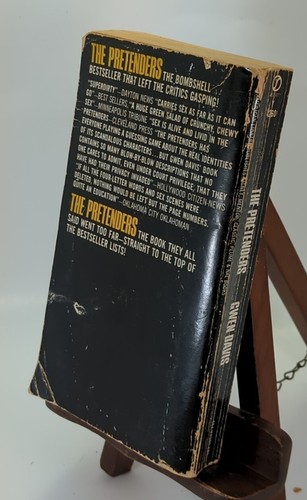 THE PRETENDERS THE BOMBSHELL
BESTSELLER THAT LEFT THE CRITICS GASPING!
"SUPERDIRTY"—DAYTON NEWS "CARRIES SEX AS FAR AS IT CAN
GO"—BEST SELLERS "A HUGE GREEN SALAD OF CRUNCHY, CHEWY
SEX"—MINNEAPOLIS TRIBUNE "SEX IS ALIVE AND LIVID IN THE
PRETENDERS—CLEVELAND PRESS "THE PRETENDERS HAS
EVERYONE PLAYING A GUESSING GAME ABOUT THE REAL IDENTITIES
OF ITS SCANDALOUS CHARACTERS... BUT GWEN DAVIS' BOOK
CONTAINS SO MANY BLOW-BY-BLOW DESCRIPTIONS THAT NO
ONE CARES TO ADMIT, EVEN UNDER COURT PRIVILEGE, THAT THEY
HAVE HAD THEIR PRIVACY INVADED"—HOLLYWOOD CITIZEN-NEWS
"IF ALL THE FOUR-LETTER WORDS AND SEX SCENES WERE
DELETED, NOTHING WOULD BE LEFT BUT THE PAGE NUMBERS.
QUITE AN EDUCATION"—OKLAHOMA CITY OKLAHOMAN
THE PRETENDERS THE BOOK THEY ALL
SAID WENT TOO FAR—STRAIGHT TO THE TOP OF
THE BESTSELLER LISTS!
THE PRETENDERS GWEN DAVIS